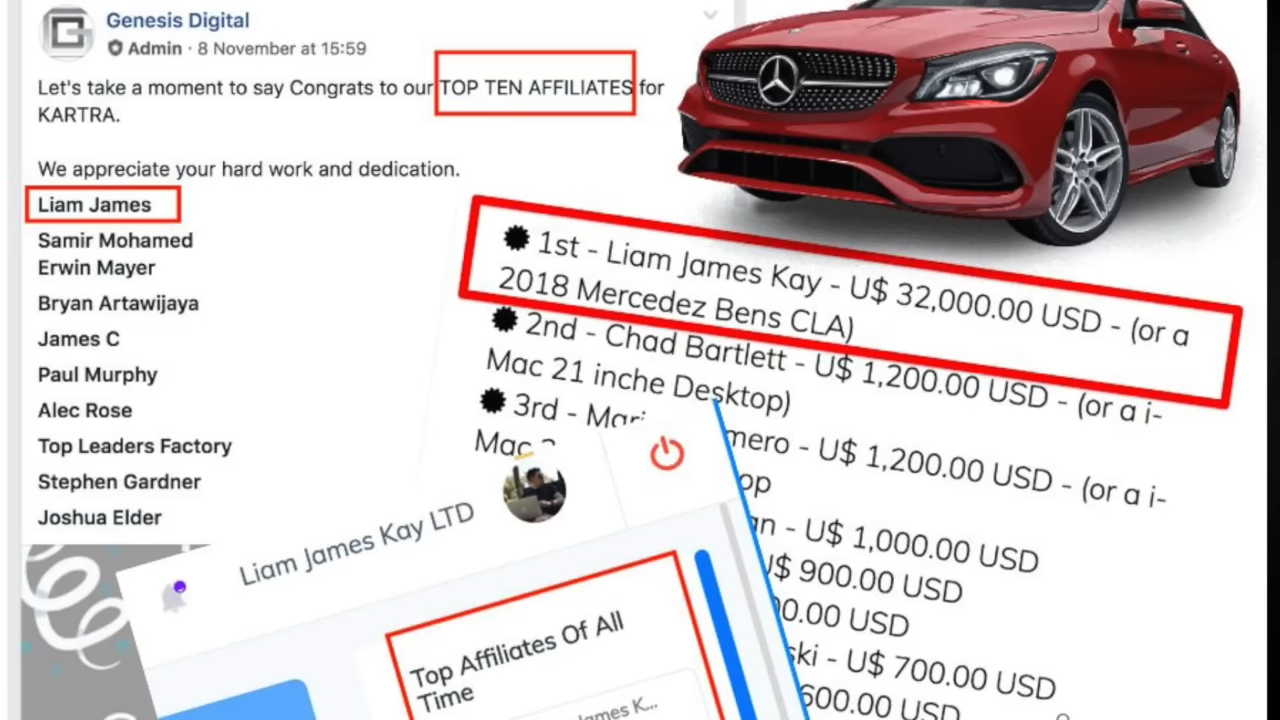 Genesis Digital
Admin · 8 November at 15:59
Let's take a moment to say Congrats to our TOP TEN AFFILIATES for
KARTRA.
We appreciate your hard work and dedication.
Liam James
Samir Mohamed
Erwin Mayer
Bryan Artawijaya
James C
Paul Murphy
Alec Rose
Top Leaders Factory
Stephen Gardner
Joshua Elder
1st - Liam James Kay - U$ 32,000.00 USD - (or a
2018 Mercedez Bens CLA)
2nd - Chad Bartlett - U$ 1,200.00 USD - (or a i-
Mac 21 inche Desktop)
3rd - Mari mero - U$ 1,200.00 USD - (or a i-
Mac op
an - U$ 1,000.00 USD
U$ 900.00 USD
00.00 USD
ski - U$ 700.00 USD
600.00 USD
Liam James Kay LTD
Top Affiliates Of All
Time
James K...